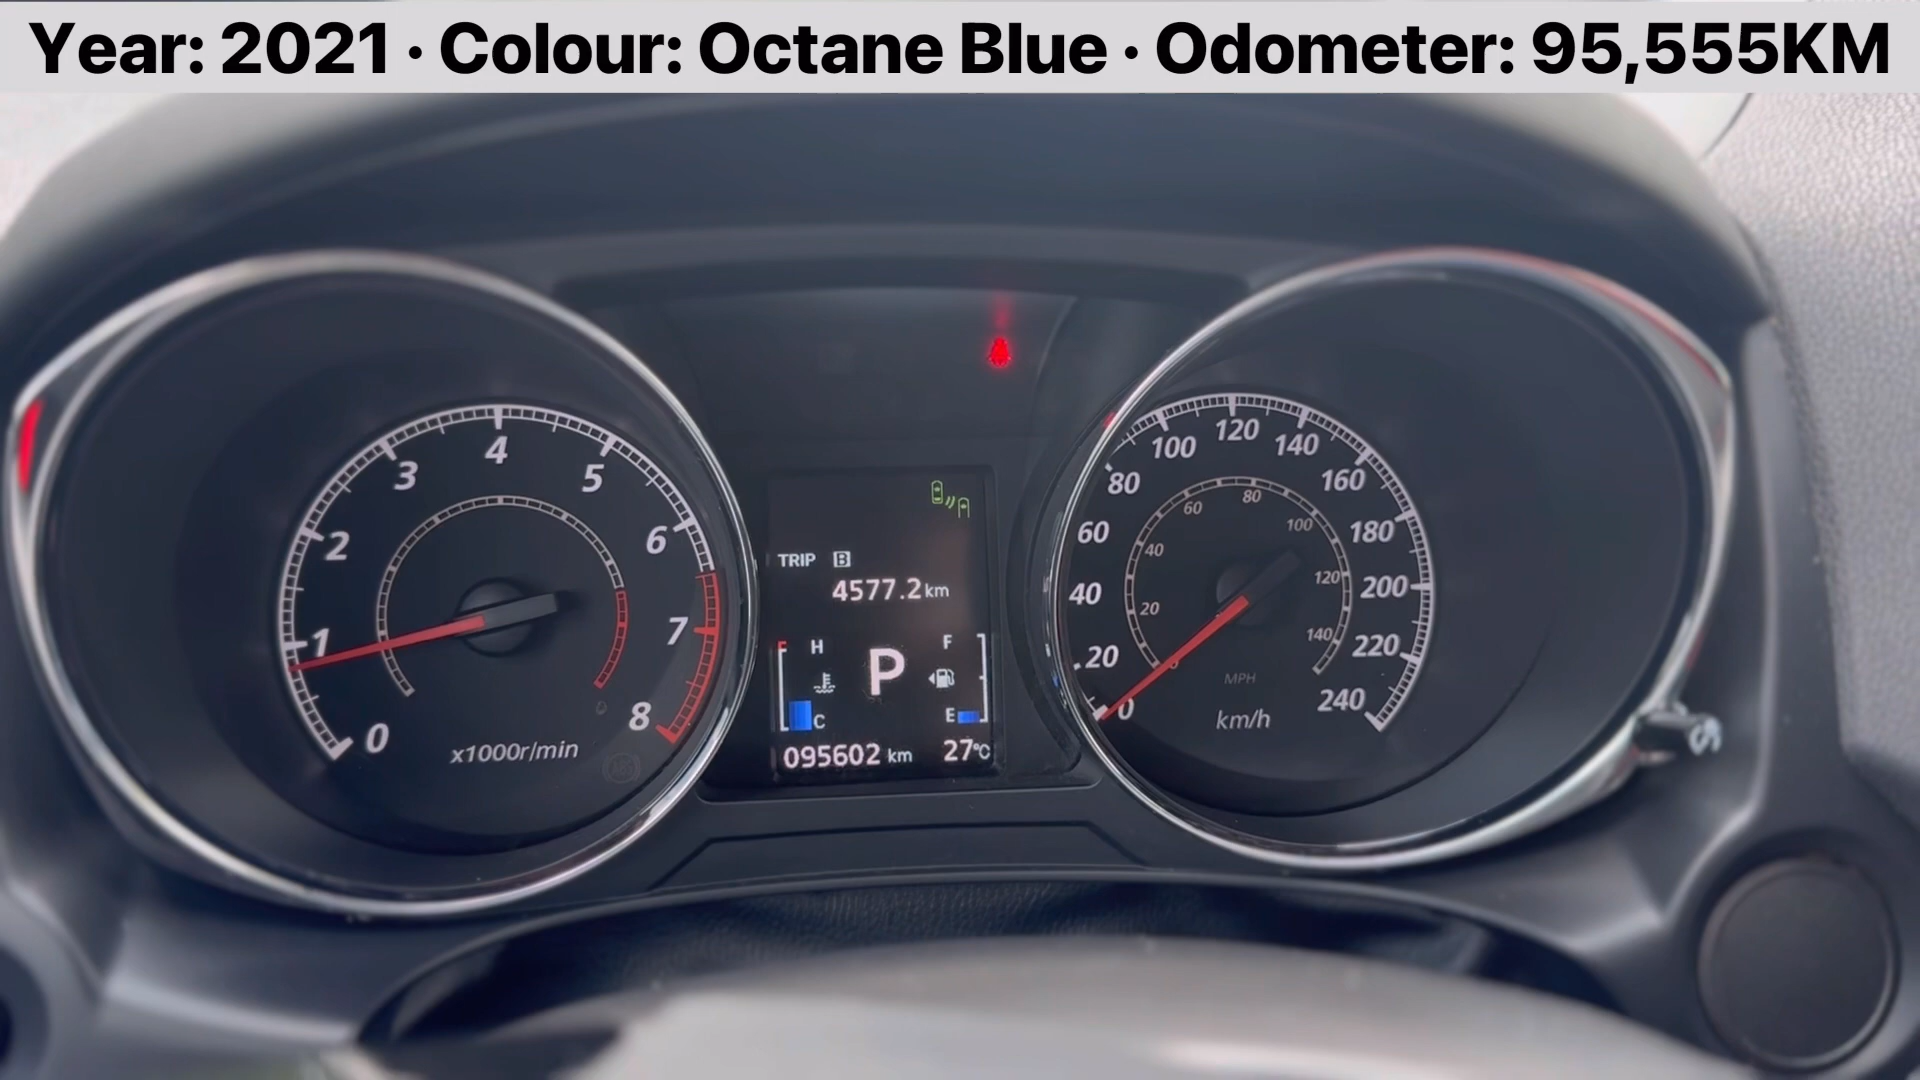 Year: 2021 · Colour: Octane Blue · Odometer: 95,555KM
0
1
2
3
4
5
6
7
8
x1000r/min
TRIP B
4577.2 km
H
F
P
C
E
095602 km 27°C
0
20
40
60
80
100
120
140
160
180
200
220
240
20
40
60
80
100
120
140
MPH
km/h